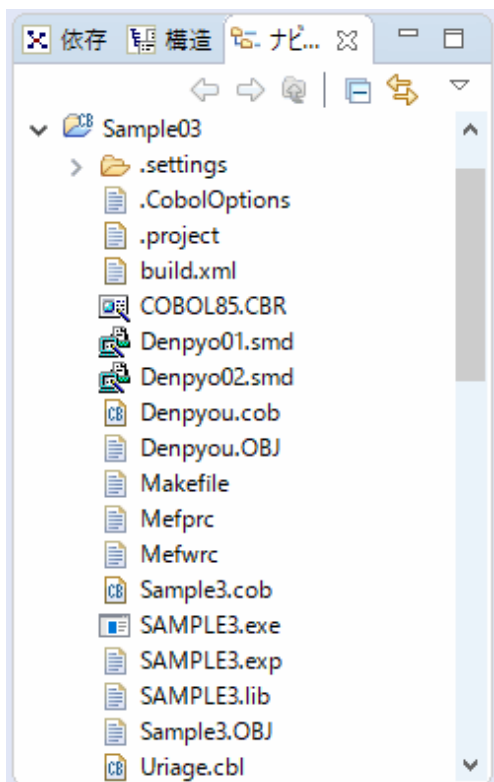 依存 構造 ナビ...
Sample03
.settings
.CobolOptions
.project
build.xml
COBOL85.CBR
Denpyo01.smd
Denpyo02.smd
Denpyou.cob
Denpyou.OBJ
Makefile
Mefprc
Mefwrc
Sample3.cob
SAMPLE3.exe
SAMPLE3.exp
SAMPLE3.lib
Sample3.OBJ
Uriage.cbl